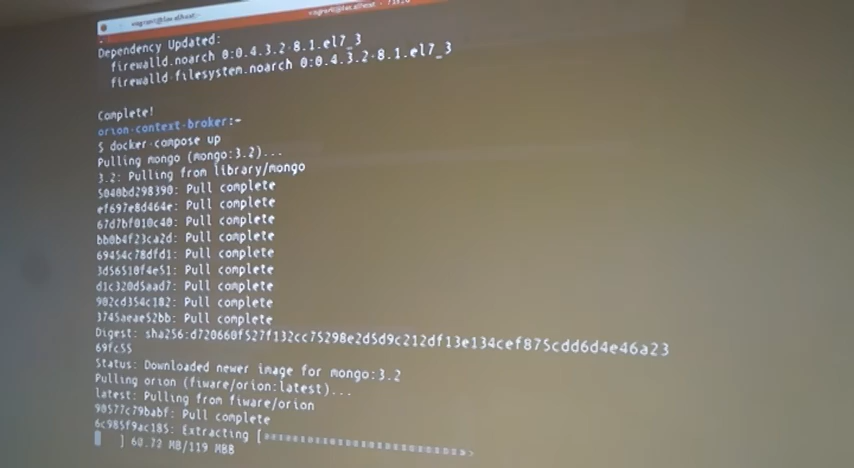 vagrant@localhost:~
Dependency Updated:
firewalld.noarch 0:0.4.3.2-8.1.el7_3
firewalld-filesystem.noarch 0:0.4.3.2-8.1.el7_3
Complete!
orion-context-broker:~
$ docker-compose up
Pulling mongo (mongo:3.2)...
3.2: Pulling from library/mongo
5040bd298390: Pull complete
ef697e8d464e: Pull complete
67d7bf010c40: Pull complete
bb0b4f23ca2d: Pull complete
69454c78dfd1: Pull complete
3d56510f4e51: Pull complete
d1c320d5aad7: Pull complete
902cd354c182: Pull complete
3745aeae52bb: Pull complete
Digest: sha256:d720660f527f132cc75298e2d5d9c212df13e134cef875cdd6d4e46a23
69fc55
Status: Downloaded newer image for mongo:3.2
Pulling orion (fiware/orion:latest)...
latest: Pulling from fiware/orion
90577c79babf: Pull complete
6c985f9ac185: Extracting [=========================>
] 60.72 MB/119 MBB